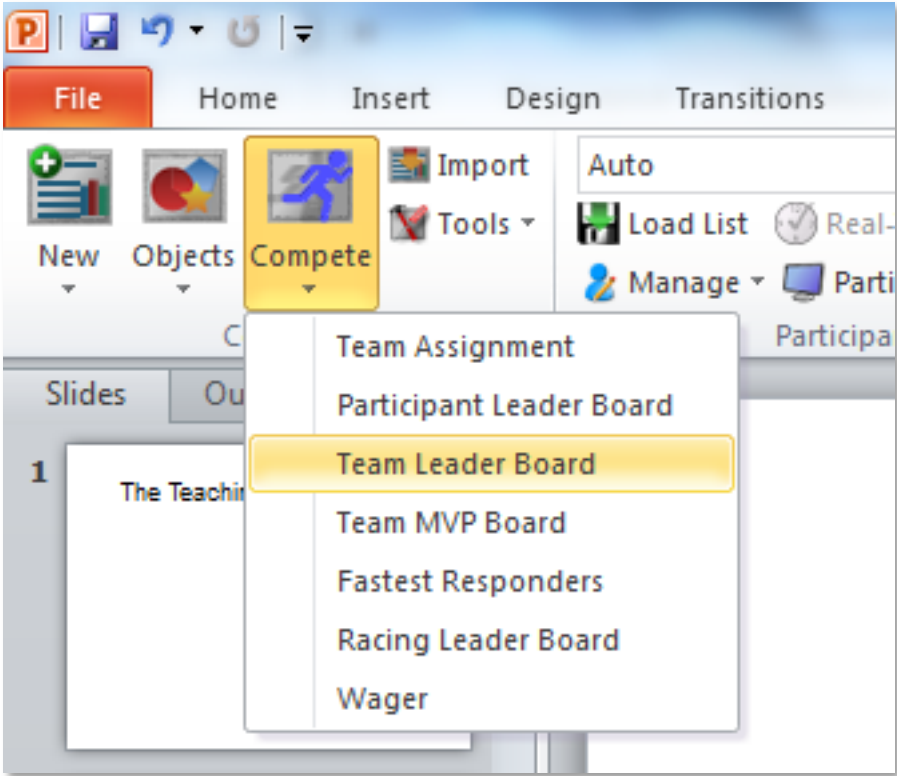 File Home Insert Design Transitions
Import Auto
Tools Load List Real-
New Objects Compete Manage Parti
C Participa
Team Assignment
Participant Leader Board
Team Leader Board
Team MVP Board
Fastest Responders
Racing Leader Board
Wager
Slides Ou
1
The Teachin